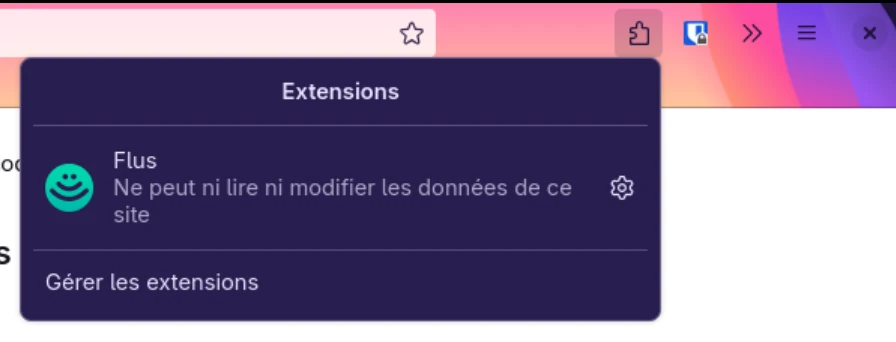 Extensions
Flus
Ne peut ni lire ni modifier les données de ce
site
Gérer les extensions